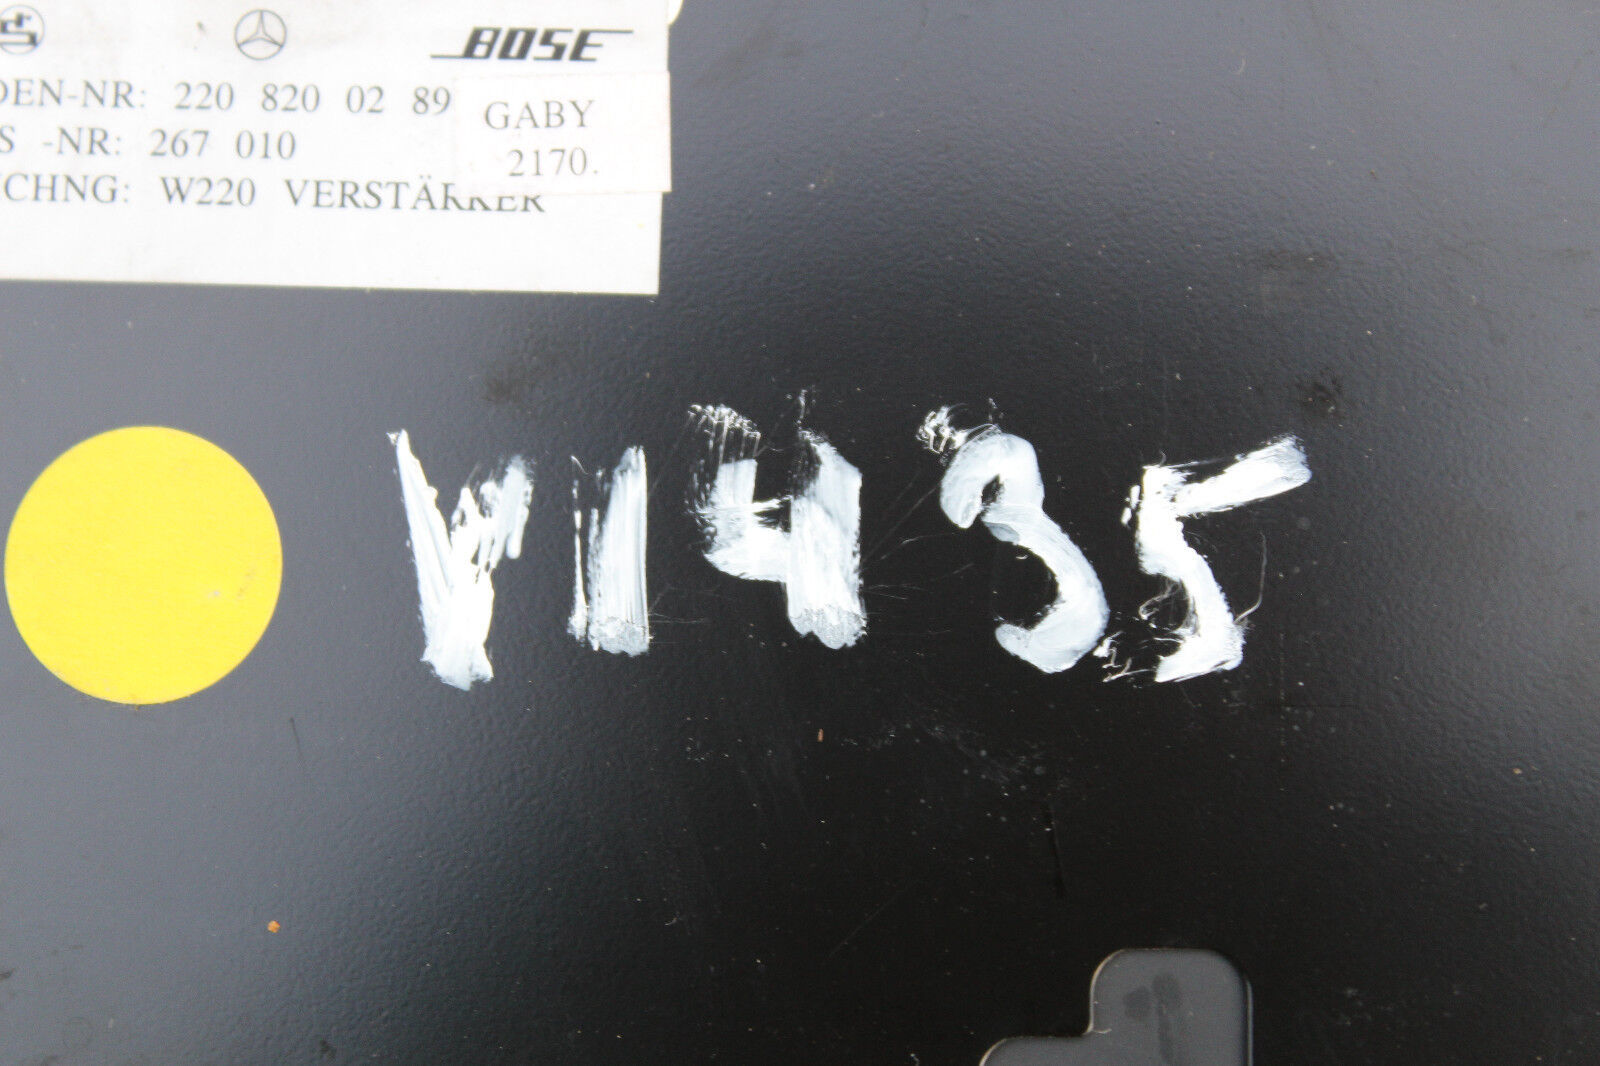 BOSE
DEN-NR: 220 820 02 89
S -NR: 267 010
CHNG: W220 VERSTÄRKER
GABY
2170.
V1435